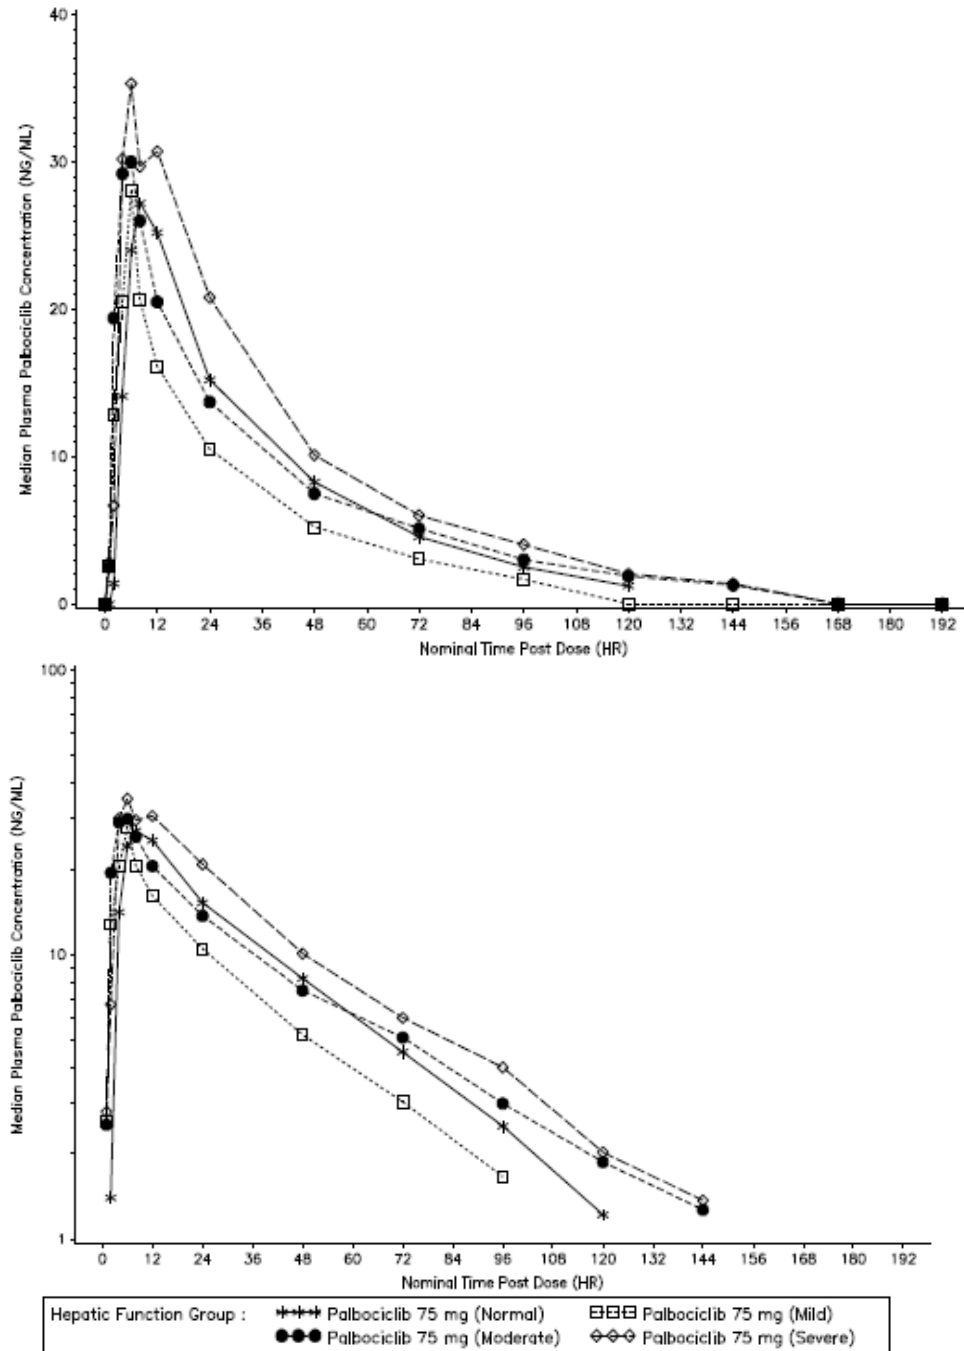 40
30
20
10
0
Median Plasma Palbociclib Concentration (NG/ML)
0 12 24 36 48 60 72 84 96 108 120 132 144 156 168 180 192
Nominal Time Post Dose (HR)
100
10
1
Median Plasma Palbociclib Concentration (NG/ML)
0 12 24 36 48 60 72 84 96 108 120 132 144 156 168 180 192
Nominal Time Post Dose (HR)
Hepatic Function Group : Palbociclib 75 mg (Normal) Palbociclib 75 mg (Mild)
Palbociclib 75 mg (Moderate) Palbociclib 75 mg (Severe)